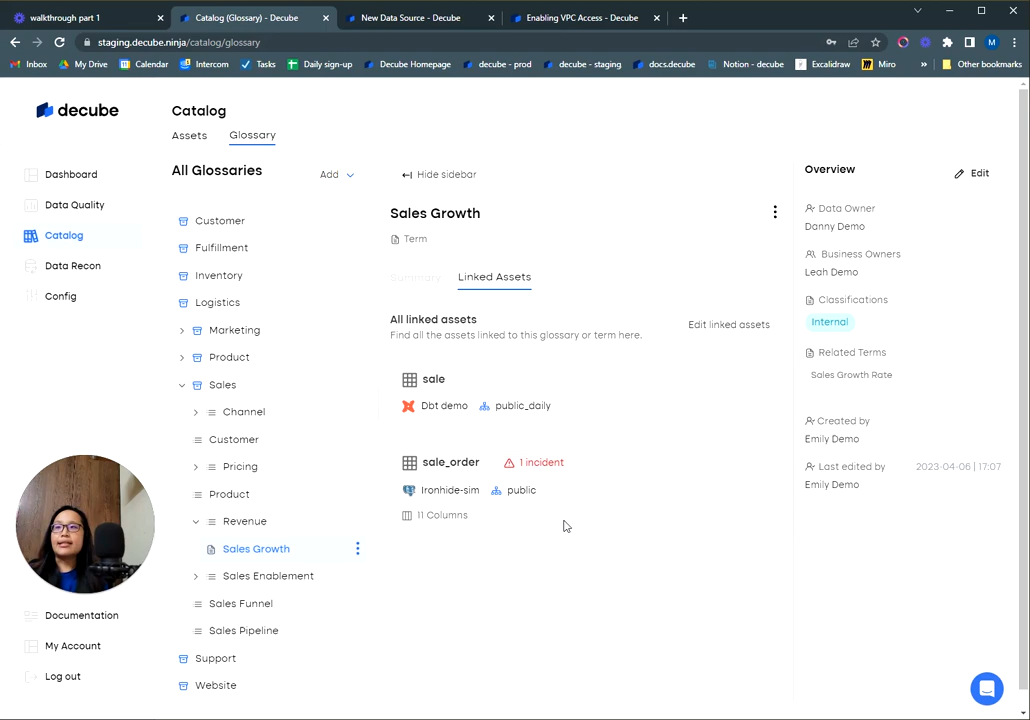 walkthrough part 1
Catalog (Glossary) - Decube
New Data Source - Decube
Enabling VPC Access - Decube
staging.decube.ninja/catalog/glossary
M
Inbox
My Drive
Calendar
Intercom
Tasks
Daily sign-up
Decube Homepage
decube - prod
decube - staging
docs.decube
Notion - decube
Excalidraw
Miro
»
Other bookmarks
decube
Catalog
Assets
Glossary
Dashboard
Data Quality
Catalog
Data Recon
Config
Documentation
My Account
Log out
All Glossaries
Add
Customer
Fulfillment
Inventory
Logistics
Marketing
Product
Sales
Channel
Customer
Pricing
Product
Revenue
Sales Growth
Sales Enablement
Sales Funnel
Sales Pipeline
Support
Website
Hide sidebar
Sales Growth
Term
Summary
Linked Assets
All linked assets
Find all the assets linked to this glossary or term here.
Edit linked assets
sale
Dbt demo
public_daily
sale_order
1 incident
Ironhide-sim
public
11 Columns
Overview
Edit
Data Owner
Danny Demo
Business Owners
Leah Demo
Classifications
Internal
Related Terms
Sales Growth Rate
Created by
Emily Demo
Last edited by
2023-04-06 | 17:07
Emily Demo